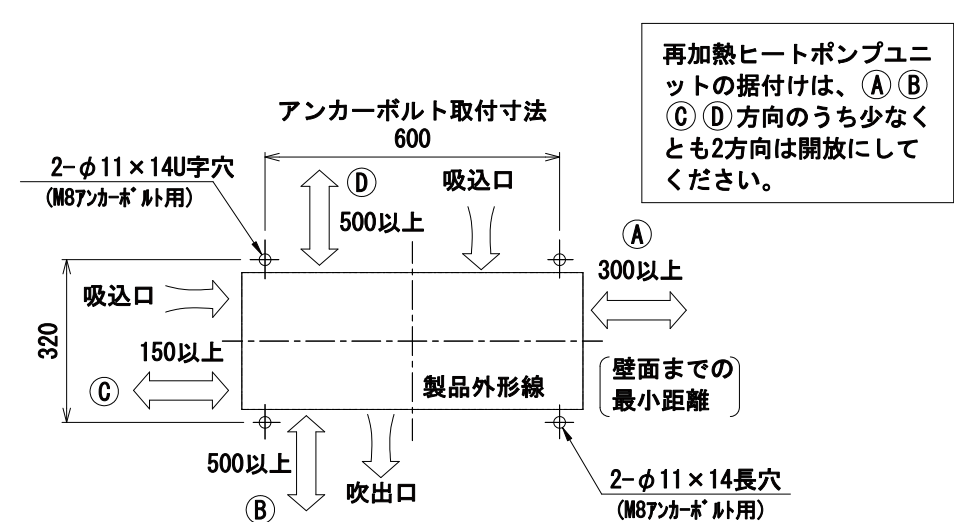 再加熱ヒートポンプユニ
ットの据付けは、Ⓐ Ⓑ
Ⓒ Ⓓ 方向のうち少なく
とも2方向は開放にして
ください。
アンカーボルト取付寸法
600
2-φ11×14U字穴
(M8アンカーボルト用)
Ⓓ
500以上
吸込口
Ⓐ
300以上
吸込口
320
150以上
Ⓒ
製品外形線
壁面までの
最小距離
500以上
Ⓑ
吹出口
2-φ11×14長穴
(M8アンカーボルト用)